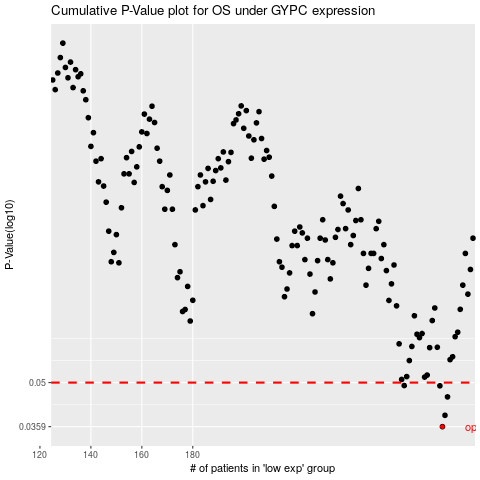 Cumulative P-Value plot for OS under GYPC expression
P-Value(log10)
0.05
0.0359
op
120 140 160 180
# of patients in 'low exp' group